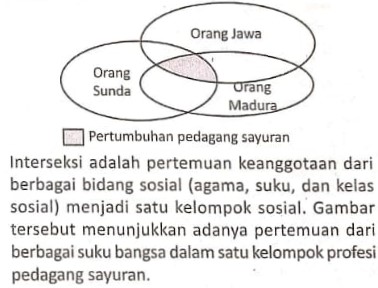 Orang Jawa
Orang
Sunda
Orang
Madura
Pertumbuhan pedagang sayuran
Interseksi adalah pertemuan keanggotaan dari
berbagai bidang sosial (agama, suku, dan kelas
sosial) menjadi satu kelompok sosial. Gambar
tersebut menunjukkan adanya pertemuan dari
berbagai suku bangsa dalam satu kelompok profesi
pedagang sayuran.